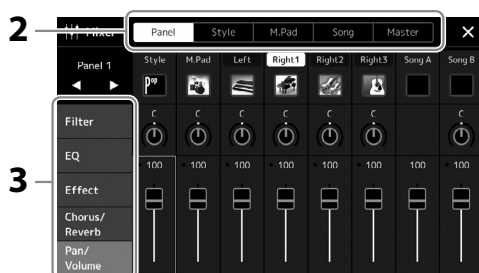 2
Mixer
Panel Style M.Pad Song Master
×
Panel 1
Style M.Pad Left Right1 Right2 Right3 Song A Song B
Pop
C C C C C C C
3
Filter
EQ
Effect
Chorus/
Reverb
Pan/
Volume
100 100 100 100 100 100 100 100